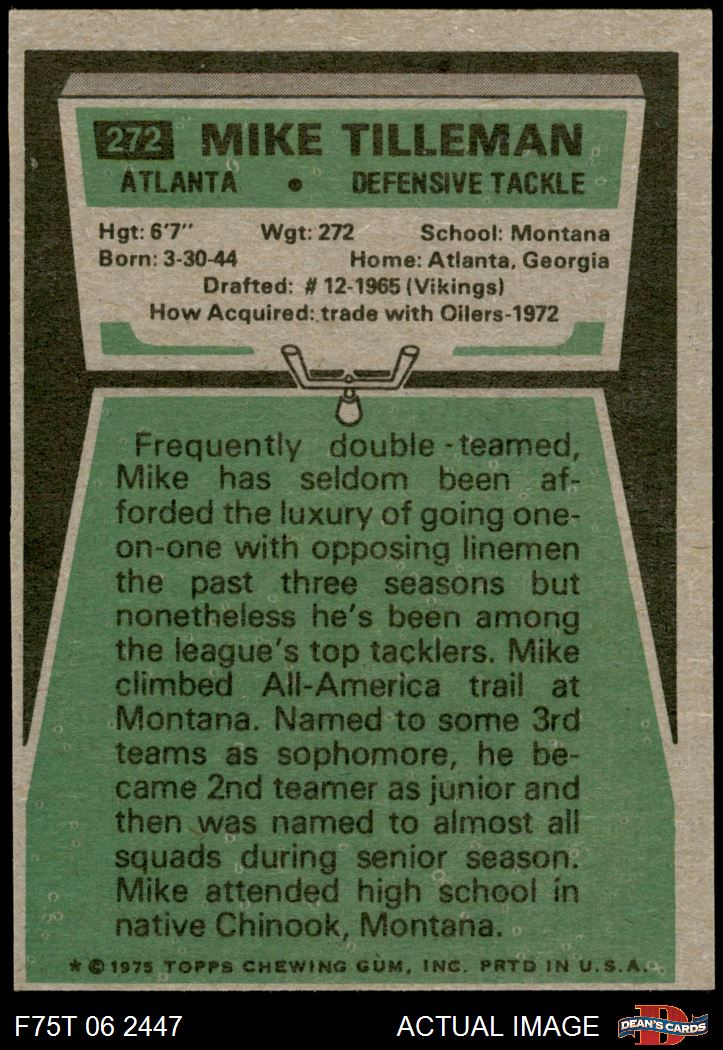 272 MIKE TILLEMAN
ATLANTA • DEFENSIVE TACKLE
Hgt: 6'7" Wgt: 272 School: Montana
Born: 3-30-44 Home: Atlanta, Georgia
Drafted: # 12-1965 (Vikings)
How Acquired: trade with Oilers-1972
Frequently double-teamed,
Mike has seldom been af-
forded the luxury of going one-
on-one with opposing linemen
the past three seasons but
nonetheless he's been among
the league's top tacklers. Mike
climbed All-America trail at
Montana. Named to some 3rd
teams as sophomore, he be-
came 2nd teamer as junior and
then was named to almost all
squads during senior season.
Mike attended high school in
native Chinook, Montana.
* © 1975 TOPPS CHEWING GUM, INC. PRTD IN U.S.A.
F75T 06 2447 ACTUAL IMAGE D DEAN'S CARDS